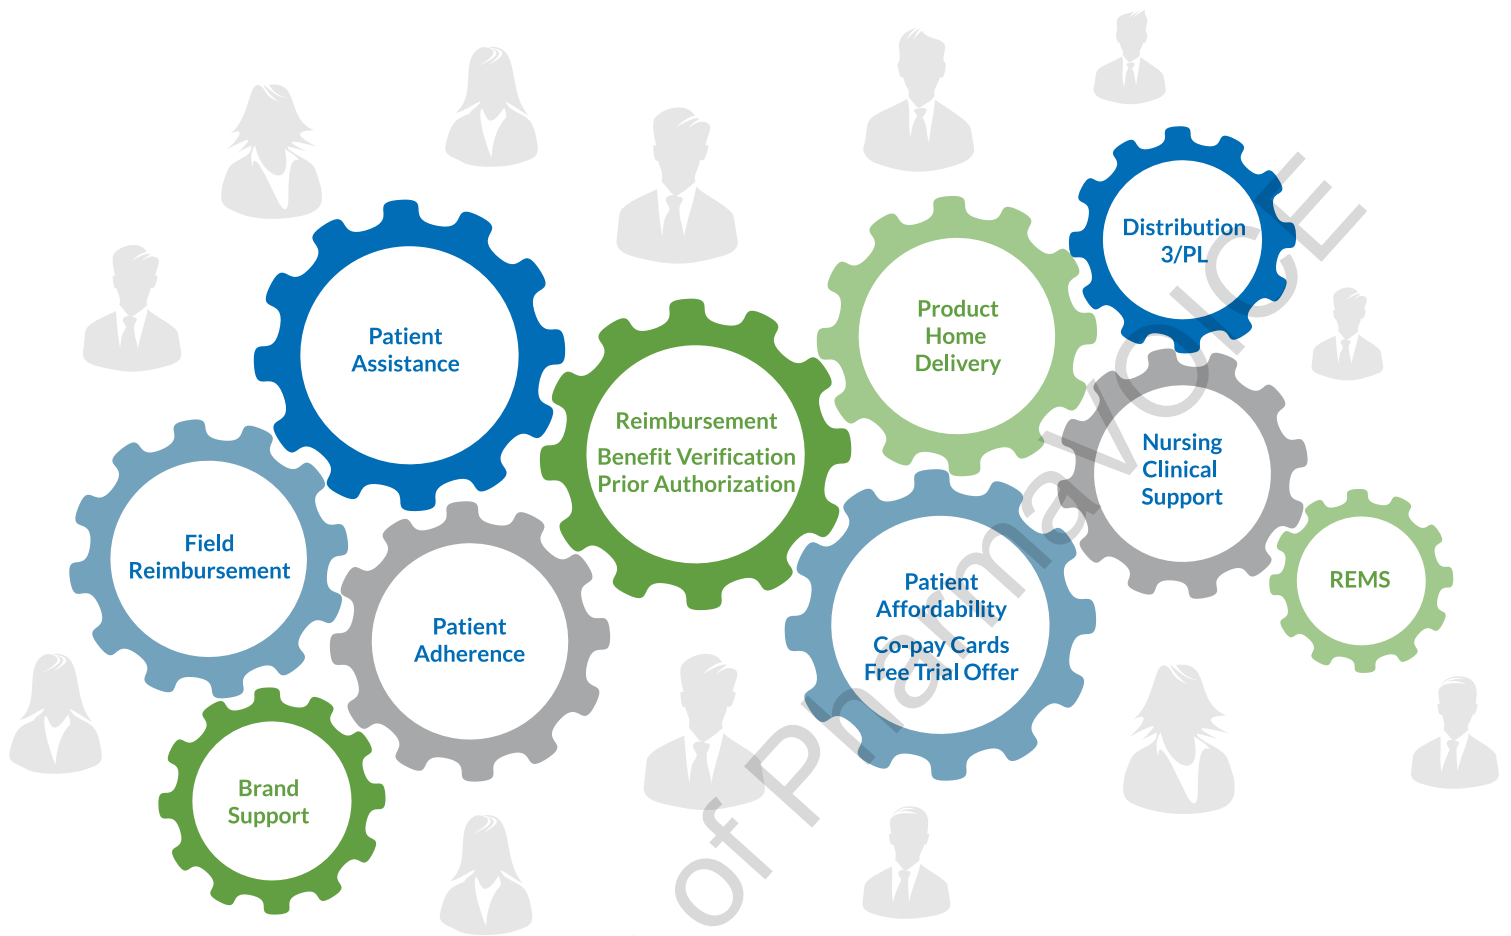 Distribution
3/PL
Patient
Assistance
Product
Home
Delivery
Reimbursement
Benefit Verification
Prior Authorization
Nursing
Clinical
Support
Field
Reimbursement
Patient
Adherence
Patient
Affordability
Co-pay Cards
Free Trial Offer
REMS
Brand
Support
of PharmaVOICE